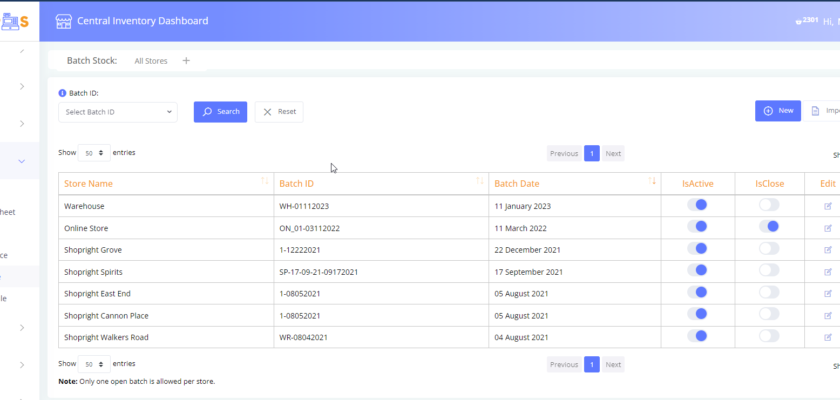 S
Central Inventory Dashboard
2301 Hi,
Batch Stock: All Stores +
Batch ID:
Select Batch ID Search Reset New Imp
Show 50 entries Previous 1 Next
Store Name Batch ID Batch Date IsActive IsClose Edit
Warehouse WH-01112023 11 January 2023
Online Store ON_01-03112022 11 March 2022
Shopright Grove 1-12222021 22 December 2021
Shopright Spirits SP-17-09-21-09172021 17 September 2021
Shopright East End 1-08052021 05 August 2021
Shopright Cannon Place 1-08052021 05 August 2021
Shopright Walkers Road WR-08042021 04 August 2021
Show 50 entries Previous 1 Next
Note: Only one open batch is allowed per store.
heet
ce
le